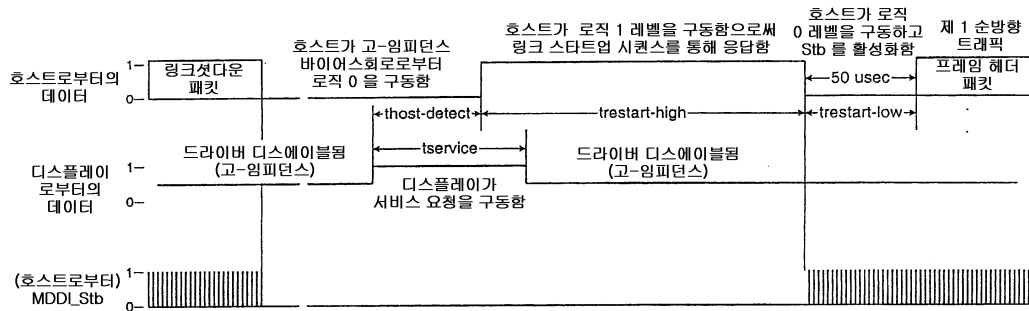 호스트가 고-임피던스
바이어스회로로부터
로직 0 을 구동함
호스트가 로직 1 레벨을 구동함으로써
링크 스타트업 시퀀스를 통해 응답함
호스트가 로직
0 레벨을 구동하고
Stb 를 활성화함
제 1 순방향
트래픽
호스트로부터의
데이터
1
0
링크셧다운
패킷
50 usec
프레임 헤더
패킷
thost-detect
trestart-high
trestart-low
tservice
디스플레이
로부터의
데이터
1
0
드라이버 디스에이블됨
(고-임피던스)
디스플레이가
서비스 요청을 구동함
드라이버 디스에이블됨
(고-임피던스)
(호스트로부터)
MDDI_Stb
1
0